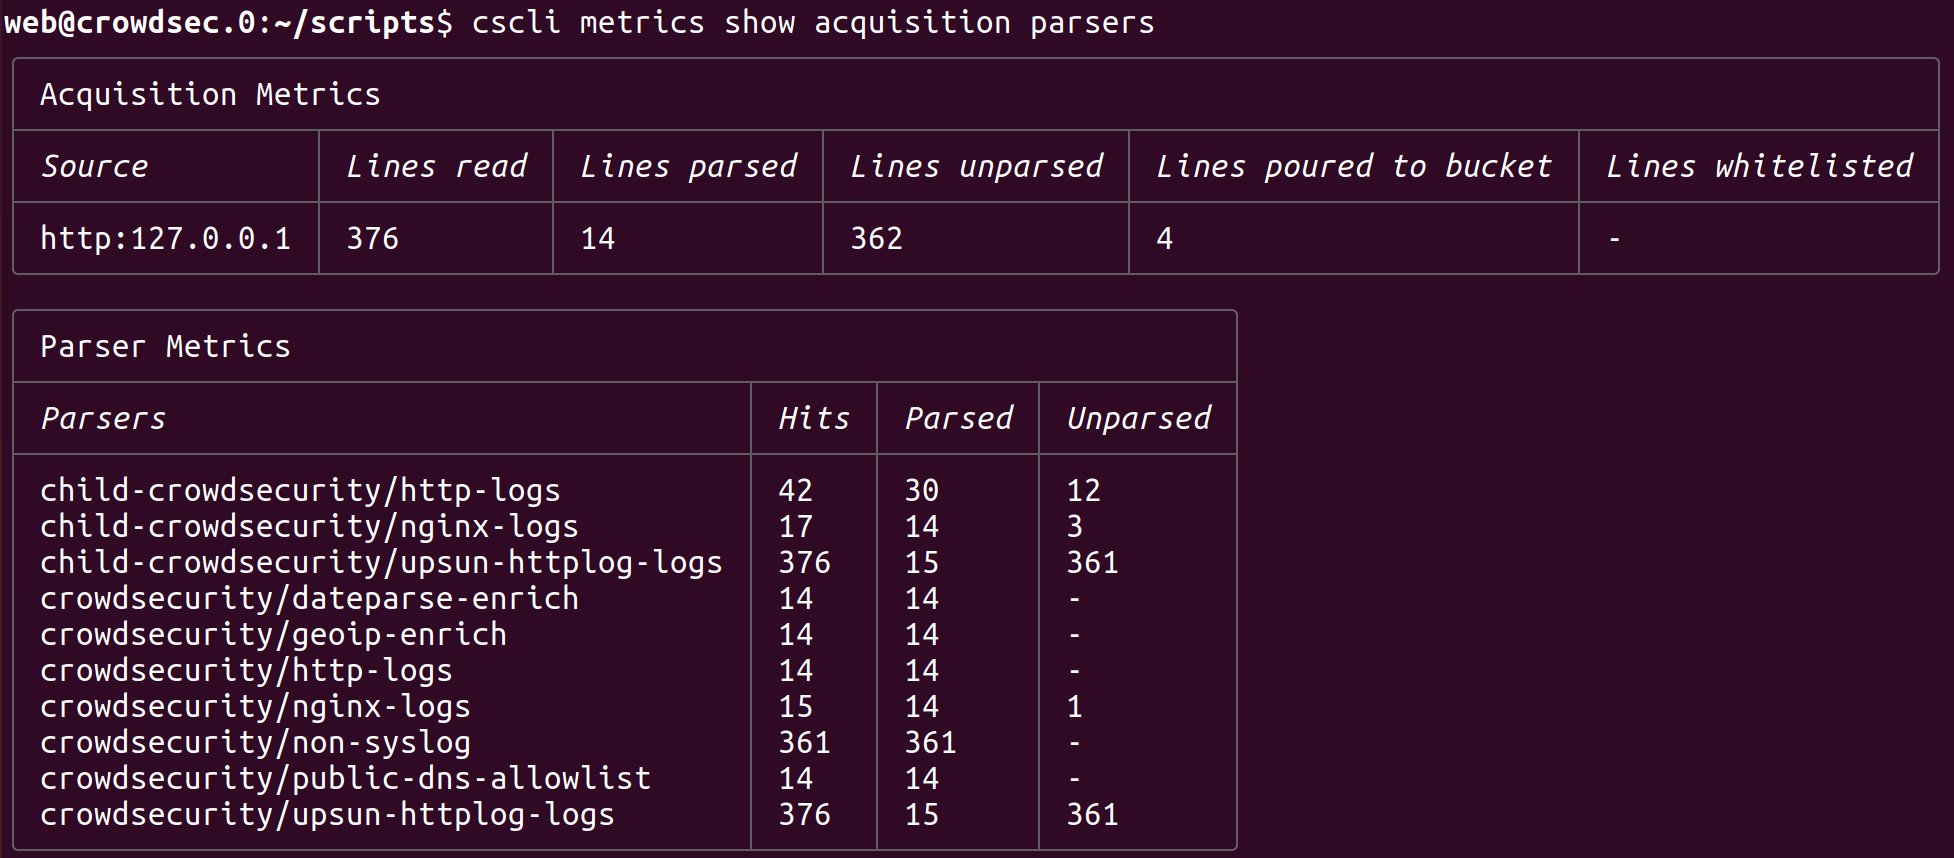 web@crowdsec.0:~/scripts$ cscli metrics show acquisition parsers
Acquisition Metrics
Source Lines read Lines parsed Lines unparsed Lines poured to bucket Lines whitelisted
http:127.0.0.1 376 14 362 4 -
Parser Metrics
Parsers Hits Parsed Unparsed
child-crowdsecurity/http-logs 42 30 12
child-crowdsecurity/nginx-logs 17 14 3
child-crowdsecurity/upsun-httplog-logs 376 15 361
crowdsecurity/dateparse-enrich 14 14 -
crowdsecurity/geoip-enrich 14 14 -
crowdsecurity/http-logs 14 14 -
crowdsecurity/nginx-logs 15 14 1
crowdsecurity/non-syslog 361 361 -
crowdsecurity/public-dns-allowlist 14 14 -
crowdsecurity/upsun-httplog-logs 376 15 361